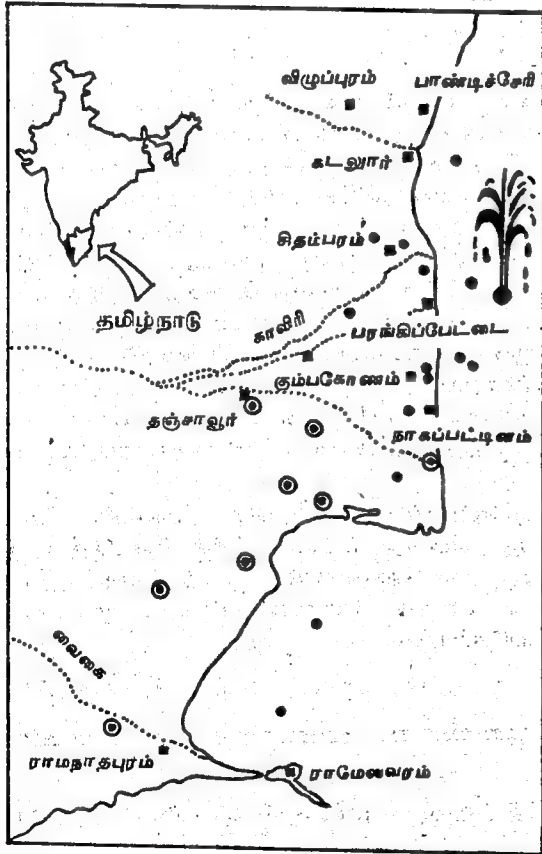 விழுப்புரம்
பாண்டிச்சேரி
கடலூர்
சிதம்பரம்
தமிழ்நாடு
காவிரி
பரங்கிப்பேட்டை
கும்பகோணம்
தஞ்சாவூர்
நாகப்பட்டினம்
வைகை
ராமநாதபுரம்
ராமேஸ்வரம்